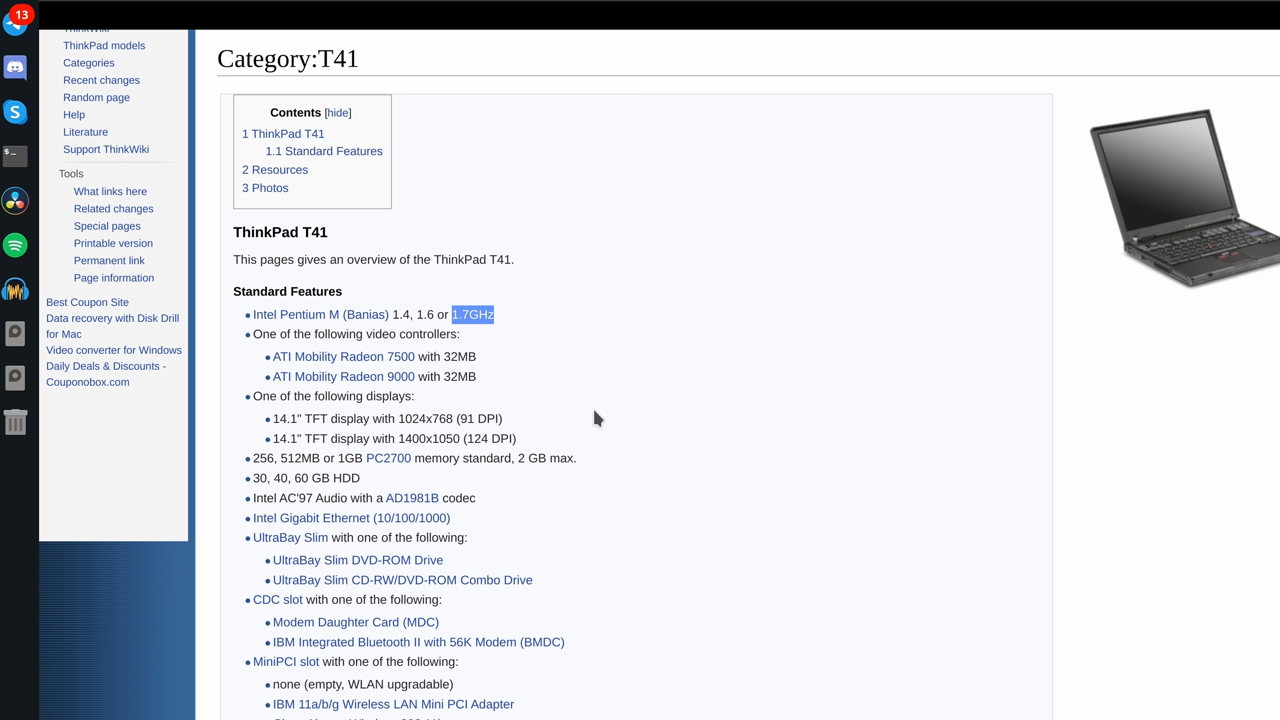 13
ThinkWiki
ThinkPad models
Categories
Recent changes
Random page
Help
Literature
Support ThinkWiki
Tools
What links here
Related changes
Special pages
Printable version
Permanent link
Page information
Best Coupon Site
Data recovery with Disk Drill
for Mac
Video converter for Windows
Daily Deals & Discounts -
Couponobox.com
Category:T41
Contents [hide]
1 ThinkPad T41
1.1 Standard Features
2 Resources
3 Photos
ThinkPad T41
This pages gives an overview of the ThinkPad T41.
Standard Features
Intel Pentium M (Banias) 1.4, 1.6 or 1.7GHz
One of the following video controllers:
ATI Mobility Radeon 7500 with 32MB
ATI Mobility Radeon 9000 with 32MB
One of the following displays:
14.1" TFT display with 1024x768 (91 DPI)
14.1" TFT display with 1400x1050 (124 DPI)
256, 512MB or 1GB PC2700 memory standard, 2 GB max.
30, 40, 60 GB HDD
Intel AC'97 Audio with a AD1981B codec
Intel Gigabit Ethernet (10/100/1000)
UltraBay Slim with one of the following:
UltraBay Slim DVD-ROM Drive
UltraBay Slim CD-RW/DVD-ROM Combo Drive
CDC slot with one of the following:
Modem Daughter Card (MDC)
IBM Integrated Bluetooth II with 56K Modem (BMDC)
MiniPCI slot with one of the following:
none (empty, WLAN upgradable)
IBM 11a/b/g Wireless LAN Mini PCI Adapter